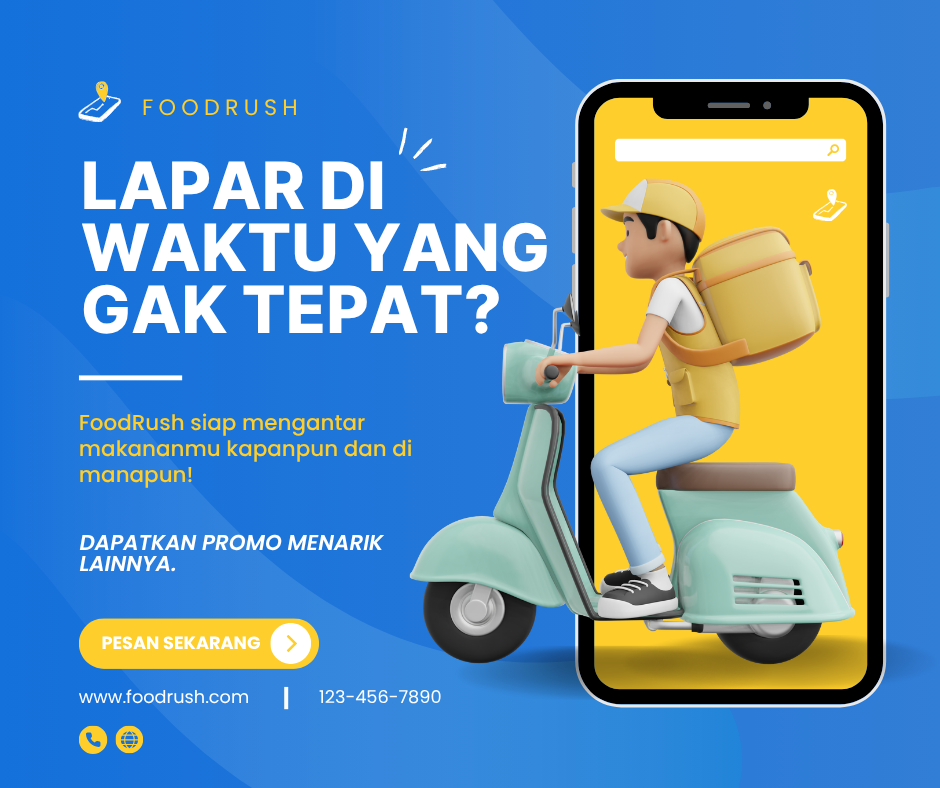 FOODRUSH
LAPAR DI
WAKTU YANG
GAK TEPAT?
FoodRush siap mengantar
makananmu kapanpun dan di
manapun!
DAPATKAN PROMO MENARIK
LAINNYA.
PESAN SEKARANG
www.foodrush.com | 123-456-7890